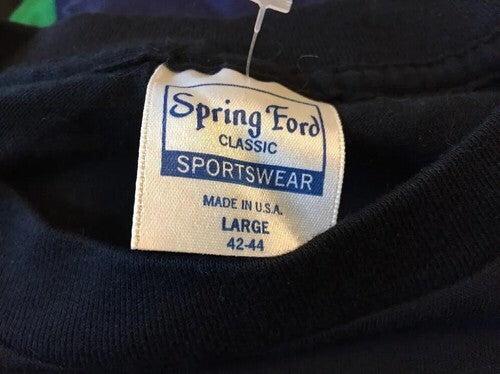 Spring Ford
CLASSIC
SPORTSWEAR
MADE IN U.S.A.
LARGE
42-44